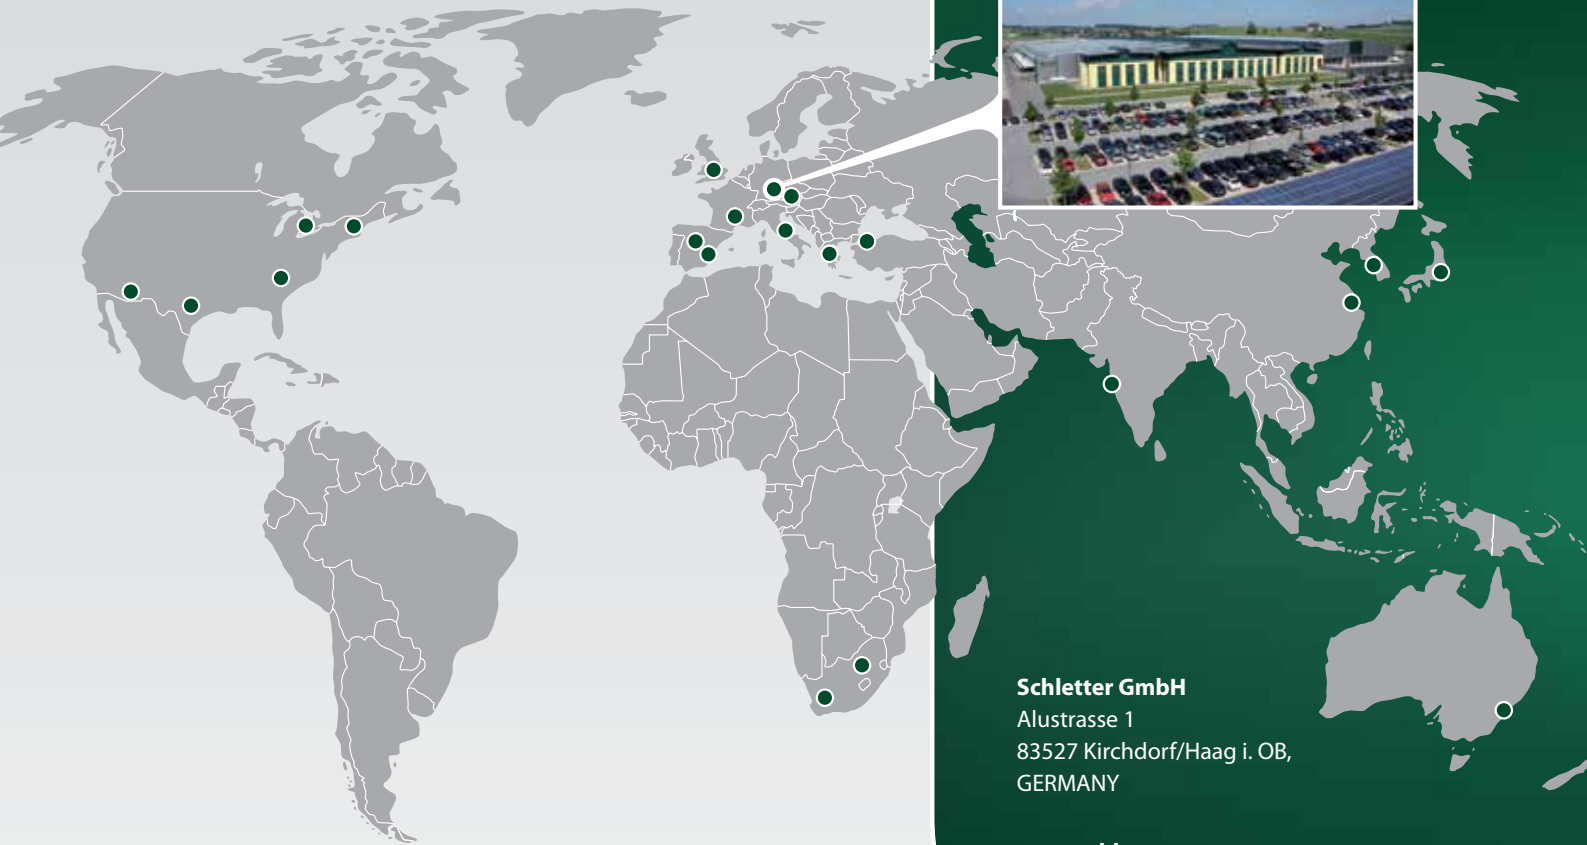 Schletter GmbH
Alustrasse 1
83527 Kirchdorf/Haag i. OB,
GERMANY